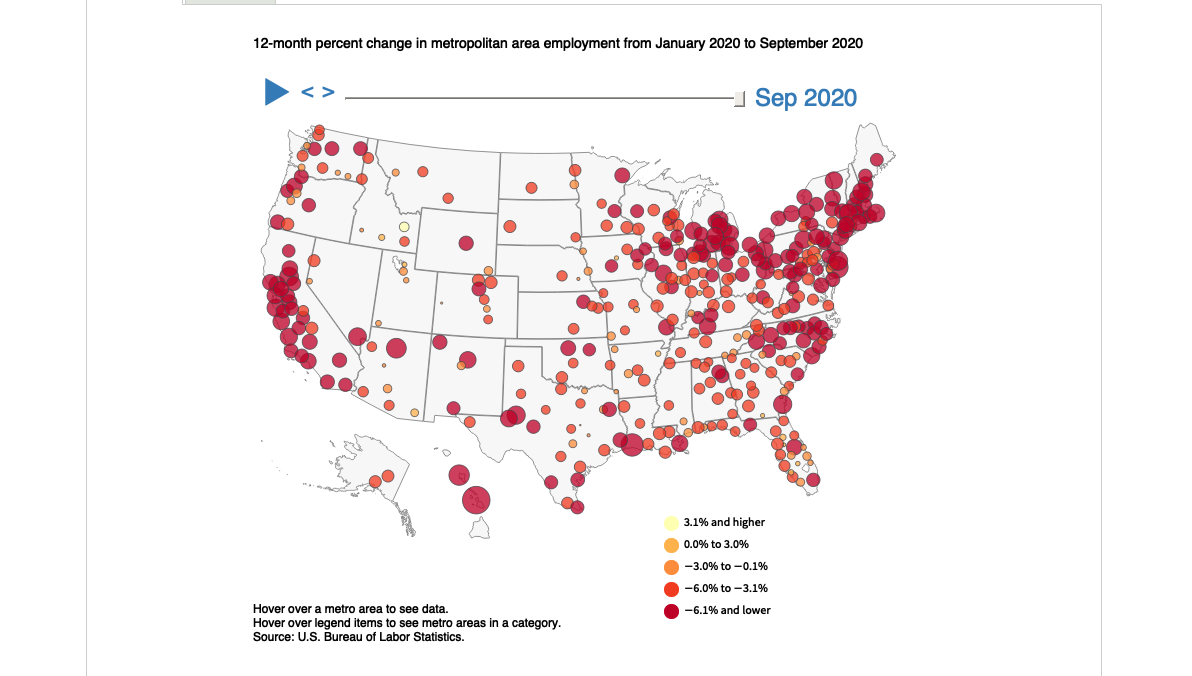 12-month percent change in metropolitan area employment from January 2020 to September 2020
< > Sep 2020
3.1% and higher
0.0% to 3.0%
−3.0% to −0.1%
−6.0% to −3.1%
−6.1% and lower
Hover over a metro area to see data.
Hover over legend items to see metro areas in a category.
Source: U.S. Bureau of Labor Statistics.